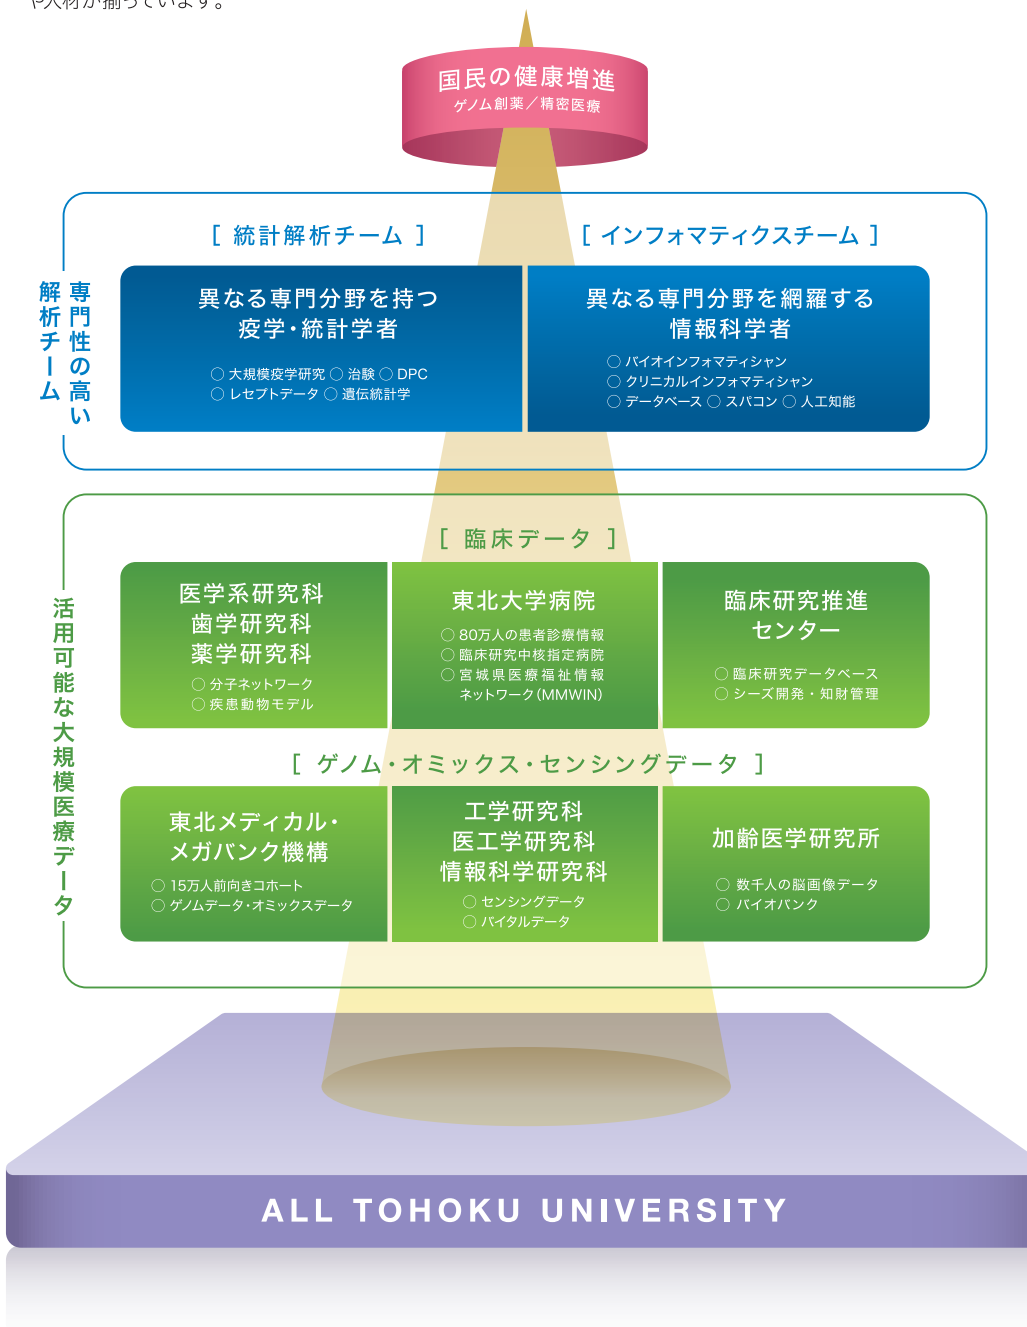 や人材が揃っています。
国民の健康増進
ゲノム創薬／精密医療
専門性の高い
解析チーム
［ 統計解析チーム ］
異なる専門分野を持つ
疫学・統計学者
○ 大規模疫学研究 ○ 治験 ○ DPC
○ レセプトデータ ○ 遺伝統計学
［ インフォマティクスチーム ］
異なる専門分野を網羅する
情報科学者
○ バイオインフォマティシャン
○ クリニカルインフォマティシャン
○ データベース ○ スパコン ○ 人工知能
活用可能な大規模医療データ
［ 臨床データ ］
医学系研究科
歯学研究科
薬学研究科
○ 分子ネットワーク
○ 疾患動物モデル
東北大学病院
○ 80万人の患者診療情報
○ 臨床研究中核指定病院
○ 宮城県医療福祉情報
ネットワーク（MMWIN）
臨床研究推進
センター
○ 臨床研究データベース
○ シーズ開発・知財管理
［ ゲノム・オミックス・センシングデータ ］
東北メディカル・
メガバンク機構
○ 15万人前向きコホート
○ ゲノムデータ・オミックスデータ
工学研究科
医工学研究科
情報科学研究科
○ センシングデータ
○ バイタルデータ
加齢医学研究所
○ 数千人の脳画像データ
○ バイオバンク
ALL TOHOKU UNIVERSITY